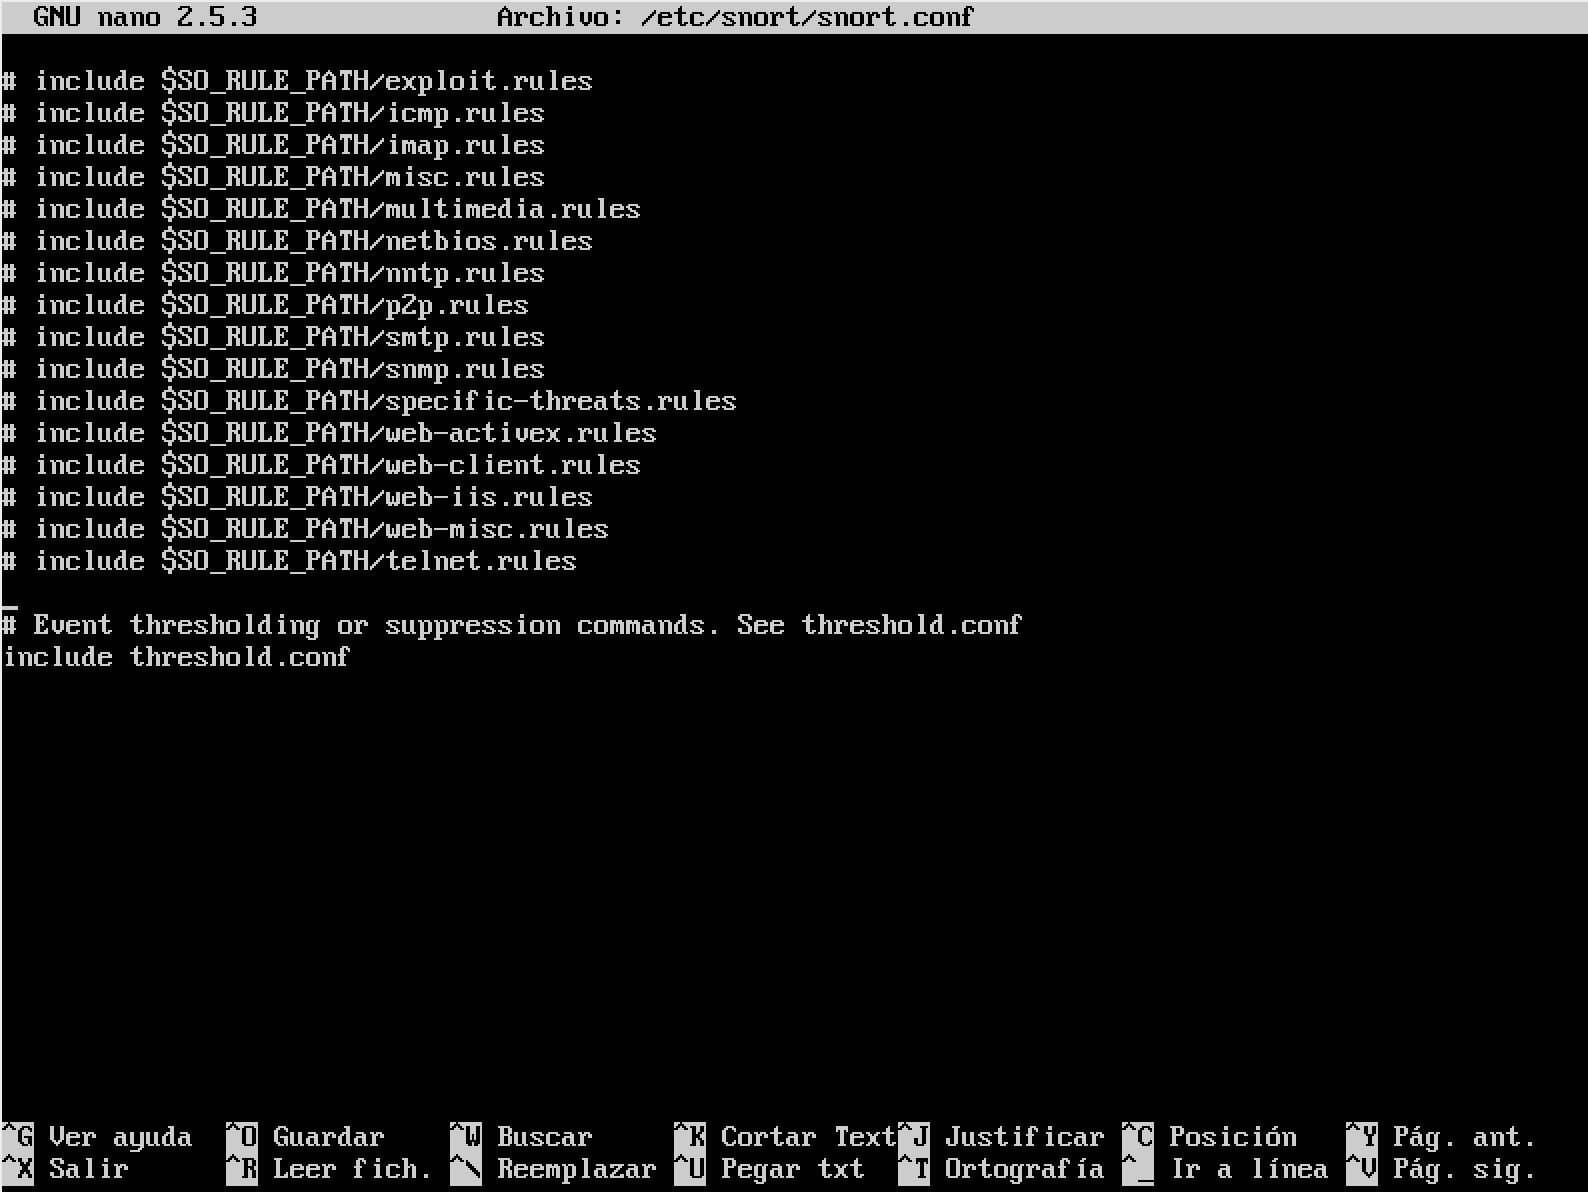 GNU nano 2.5.3 Archivo: /etc/snort/snort.conf
# include $SO_RULE_PATH/exploit.rules
# include $SO_RULE_PATH/icmp.rules
# include $SO_RULE_PATH/imap.rules
# include $SO_RULE_PATH/misc.rules
# include $SO_RULE_PATH/multimedia.rules
# include $SO_RULE_PATH/netbios.rules
# include $SO_RULE_PATH/nntp.rules
# include $SO_RULE_PATH/p2p.rules
# include $SO_RULE_PATH/smtp.rules
# include $SO_RULE_PATH/snmp.rules
# include $SO_RULE_PATH/specific-threats.rules
# include $SO_RULE_PATH/web-activex.rules
# include $SO_RULE_PATH/web-client.rules
# include $SO_RULE_PATH/web-iis.rules
# include $SO_RULE_PATH/web-misc.rules
# include $SO_RULE_PATH/telnet.rules
# Event thresholding or suppression commands. See threshold.conf
include threshold.conf
^G Ver ayuda ^O Guardar ^W Buscar ^K Cortar Text ^J Justificar ^C Posición ^Y Pág. ant.
^X Salir ^R Leer fich. ^\ Reemplazar ^U Pegar txt ^T Ortografía ^_ Ir a línea ^V Pág. sig.